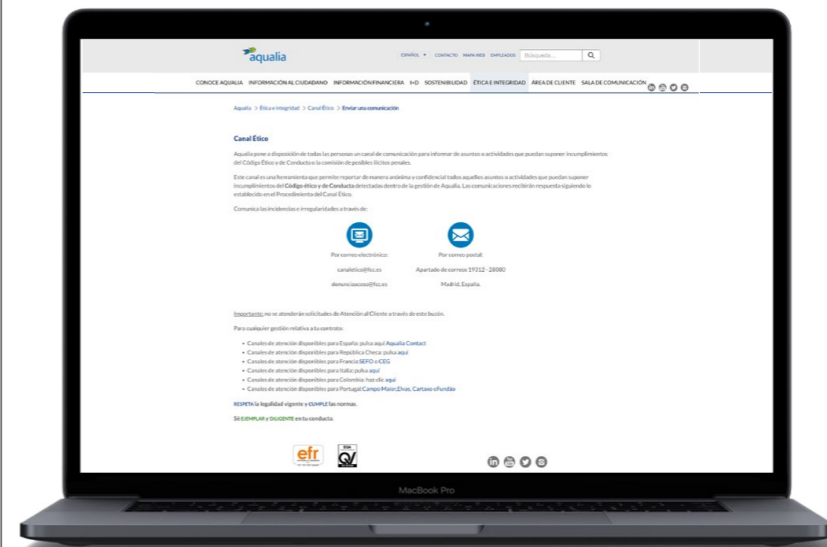 aqualia
ESPAÑOL CONTACTO MAPA WEB EMPLEADOS Búsqueda...
CONOCE AQUALIA INFORMACIÓN AL CIUDADANO INFORMACIÓN FINANCIERA I+D SOSTENIBILIDAD ÉTICA E INTEGRIDAD ÁREA DE CLIENTE SALA DE COMUNICACIÓN
Aqualia > Ética e integridad > Canal Ético > Enviar una comunicación
Canal Ético
Aqualia pone a disposición de todas las personas un canal de comunicación para informar de asuntos o actividades que puedan suponer incumplimientos
del Código Ético y de Conducta o la comisión de posibles ilícitos penales.
Este canal es una herramienta que permite reportar de manera anónima y confidencial todos aquellos asuntos o actividades que puedan suponer
incumplimientos del Código ético y de Conducta detectadas dentro de la gestión de Aqualia. Las comunicaciones recibirán respuesta siguiendo lo
establecido en el Procedimiento del Canal Ético.
Comunica las incidencias e irregularidades a través de:
Por correo electrónico: Por correo postal:
canaletico@fcc.es Apartado de correos 19312 - 28080
denunciaacoso@fcc.es Madrid, España.
Importante: no se atenderán solicitudes de Atención al Cliente a través de este buzón.
Para cualquier gestión relativa a tu contrato:
• Canales de atención disponibles para España: pulsa aquí Aqualia Contact
• Canales de atención disponibles para República Checa: pulsa aquí
• Canales de atención disponibles para Francia: SEFO o CEG
• Canales de atención disponibles para Italia: pulsa aquí
• Canales de atención disponibles para Colombia: haz clic aquí
• Canales de atención disponibles para Portugal: Campo Maior, Elvas, Cartaxo o Fundão
RESPETA la legalidad vigente y CUMPLE las normas.
Sé EJEMPLAR y DILIGENTE en tu conducta.
efr
MacBook Pro